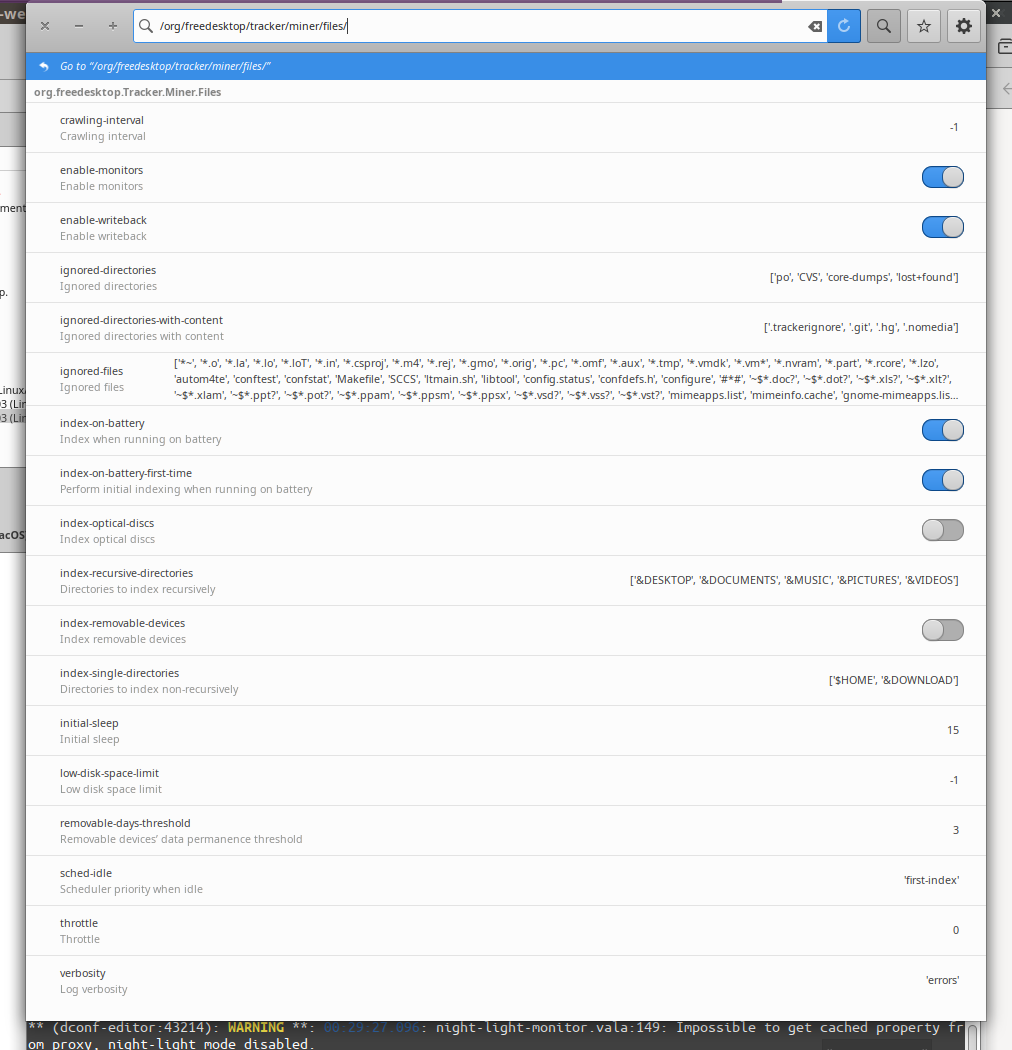 -we
/org/freedesktop/tracker/miner/files/
Go to “/org/freedesktop/tracker/miner/files/”
org.freedesktop.Tracker.Miner.Files
crawling-interval
Crawling interval
-1
enable-monitors
Enable monitors
enable-writeback
Enable writeback
ment
ignored-directories
Ignored directories
['po', 'CVS', 'core-dumps', 'lost+found']
p.
ignored-directories-with-content
Ignored directories with content
['.trackerignore', '.git', '.hg', '.nomedia']
ignored-files
Ignored files
['*~', '*.o', '*.la', '*.lo', '*.loT', '*.in', '*.csproj', '*.m4', '*.rej', '*.gmo', '*.orig', '*.pc', '*.omf', '*.aux', '*.tmp', '*.vmdk', '*.vm*', '*.nvram', '*.part', '*.rcore', '*.lzo',
'autom4te', 'conftest', 'confstat', 'Makefile', 'SCCS', 'ltmain.sh', 'libtool', 'config.status', 'confdefs.h', 'configure', '#*#', '~$*.doc?', '~$*.dot?', '~$*.xls?', '~$*.xlt?',
'~$*.xlam', '~$*.ppt?', '~$*.pot?', '~$*.ppam', '~$*.ppsm', '~$*.ppsx', '~$*.vsd?', '~$*.vss?', '~$*.vst?', 'mimeapps.list', 'mimeinfo.cache', 'gnome-mimeapps.lis…
Linux
03 (Lin
03 (Lin
index-on-battery
Index when running on battery
index-on-battery-first-time
Perform initial indexing when running on battery
index-optical-discs
Index optical discs
acOS
index-recursive-directories
Directories to index recursively
['&DESKTOP', '&DOCUMENTS', '&MUSIC', '&PICTURES', '&VIDEOS']
index-removable-devices
Index removable devices
index-single-directories
Directories to index non-recursively
['$HOME', '&DOWNLOAD']
initial-sleep
Initial sleep
15
low-disk-space-limit
Low disk space limit
-1
removable-days-threshold
Removable devices’ data permanence threshold
3
sched-idle
Scheduler priority when idle
'first-index'
throttle
Throttle
0
verbosity
Log verbosity
'errors'
** (dconf-editor:43214): WARNING **: 00:29:27.096: night-light-monitor.vala:149: Impossible to get cached property fr
om proxy, night-light mode disabled.